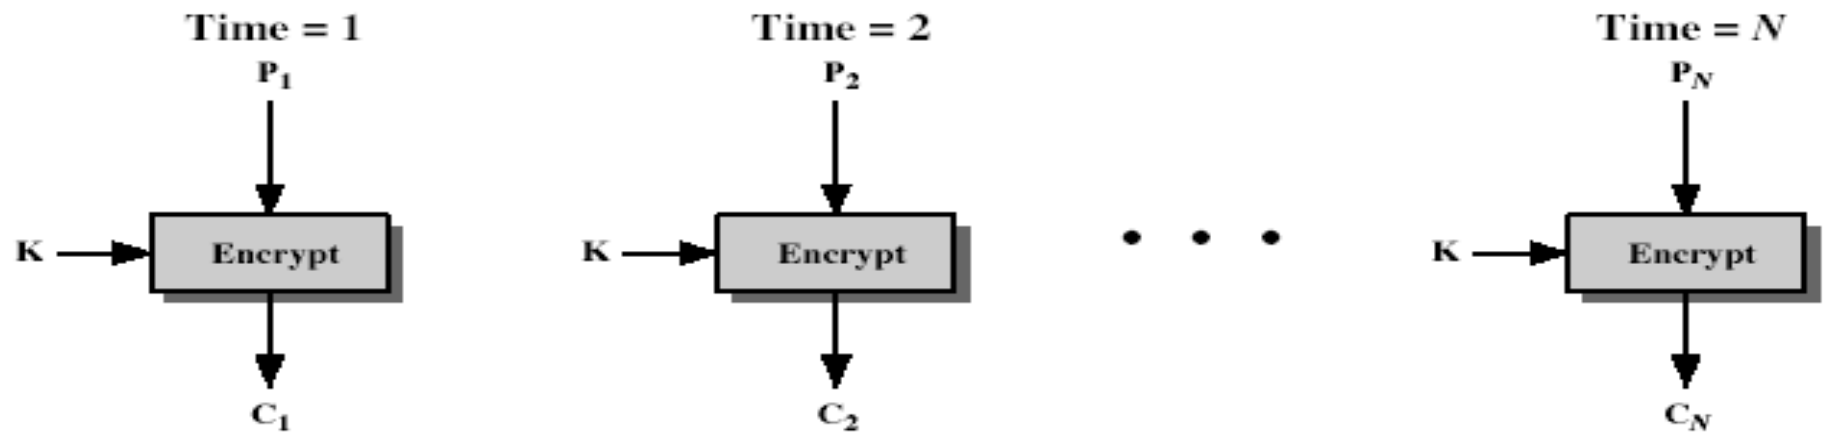 Time = 1 Time = 2 Time = N
P1 P2 PN
K Encrypt K Encrypt • • • K Encrypt
C1 C2 CN